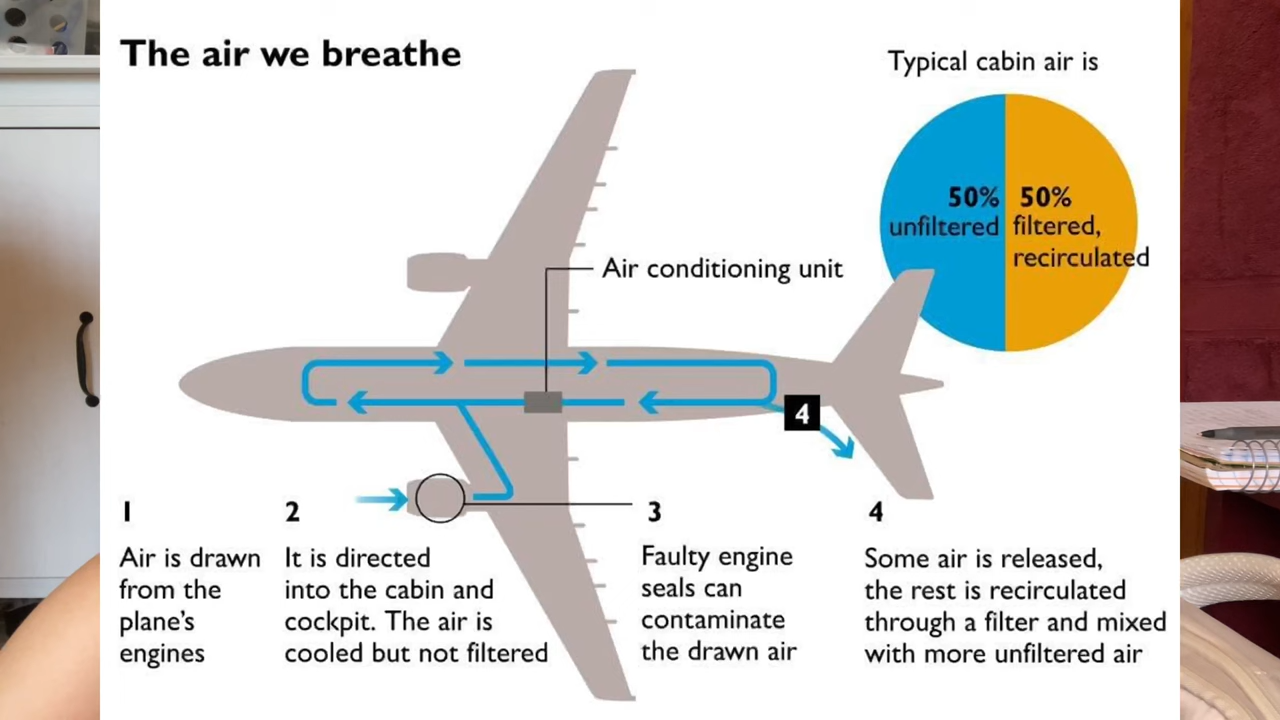 The air we breathe
Typical cabin air is
50%
unfiltered
50%
filtered,
recirculated
Air conditioning unit
4
1
Air is drawn
from the
plane's
engines
2
It is directed
into the cabin and
cockpit. The air is
cooled but not filtered
3
Faulty engine
seals can
contaminate
the drawn air
4
Some air is released,
the rest is recirculated
through a filter and mixed
with more unfiltered air